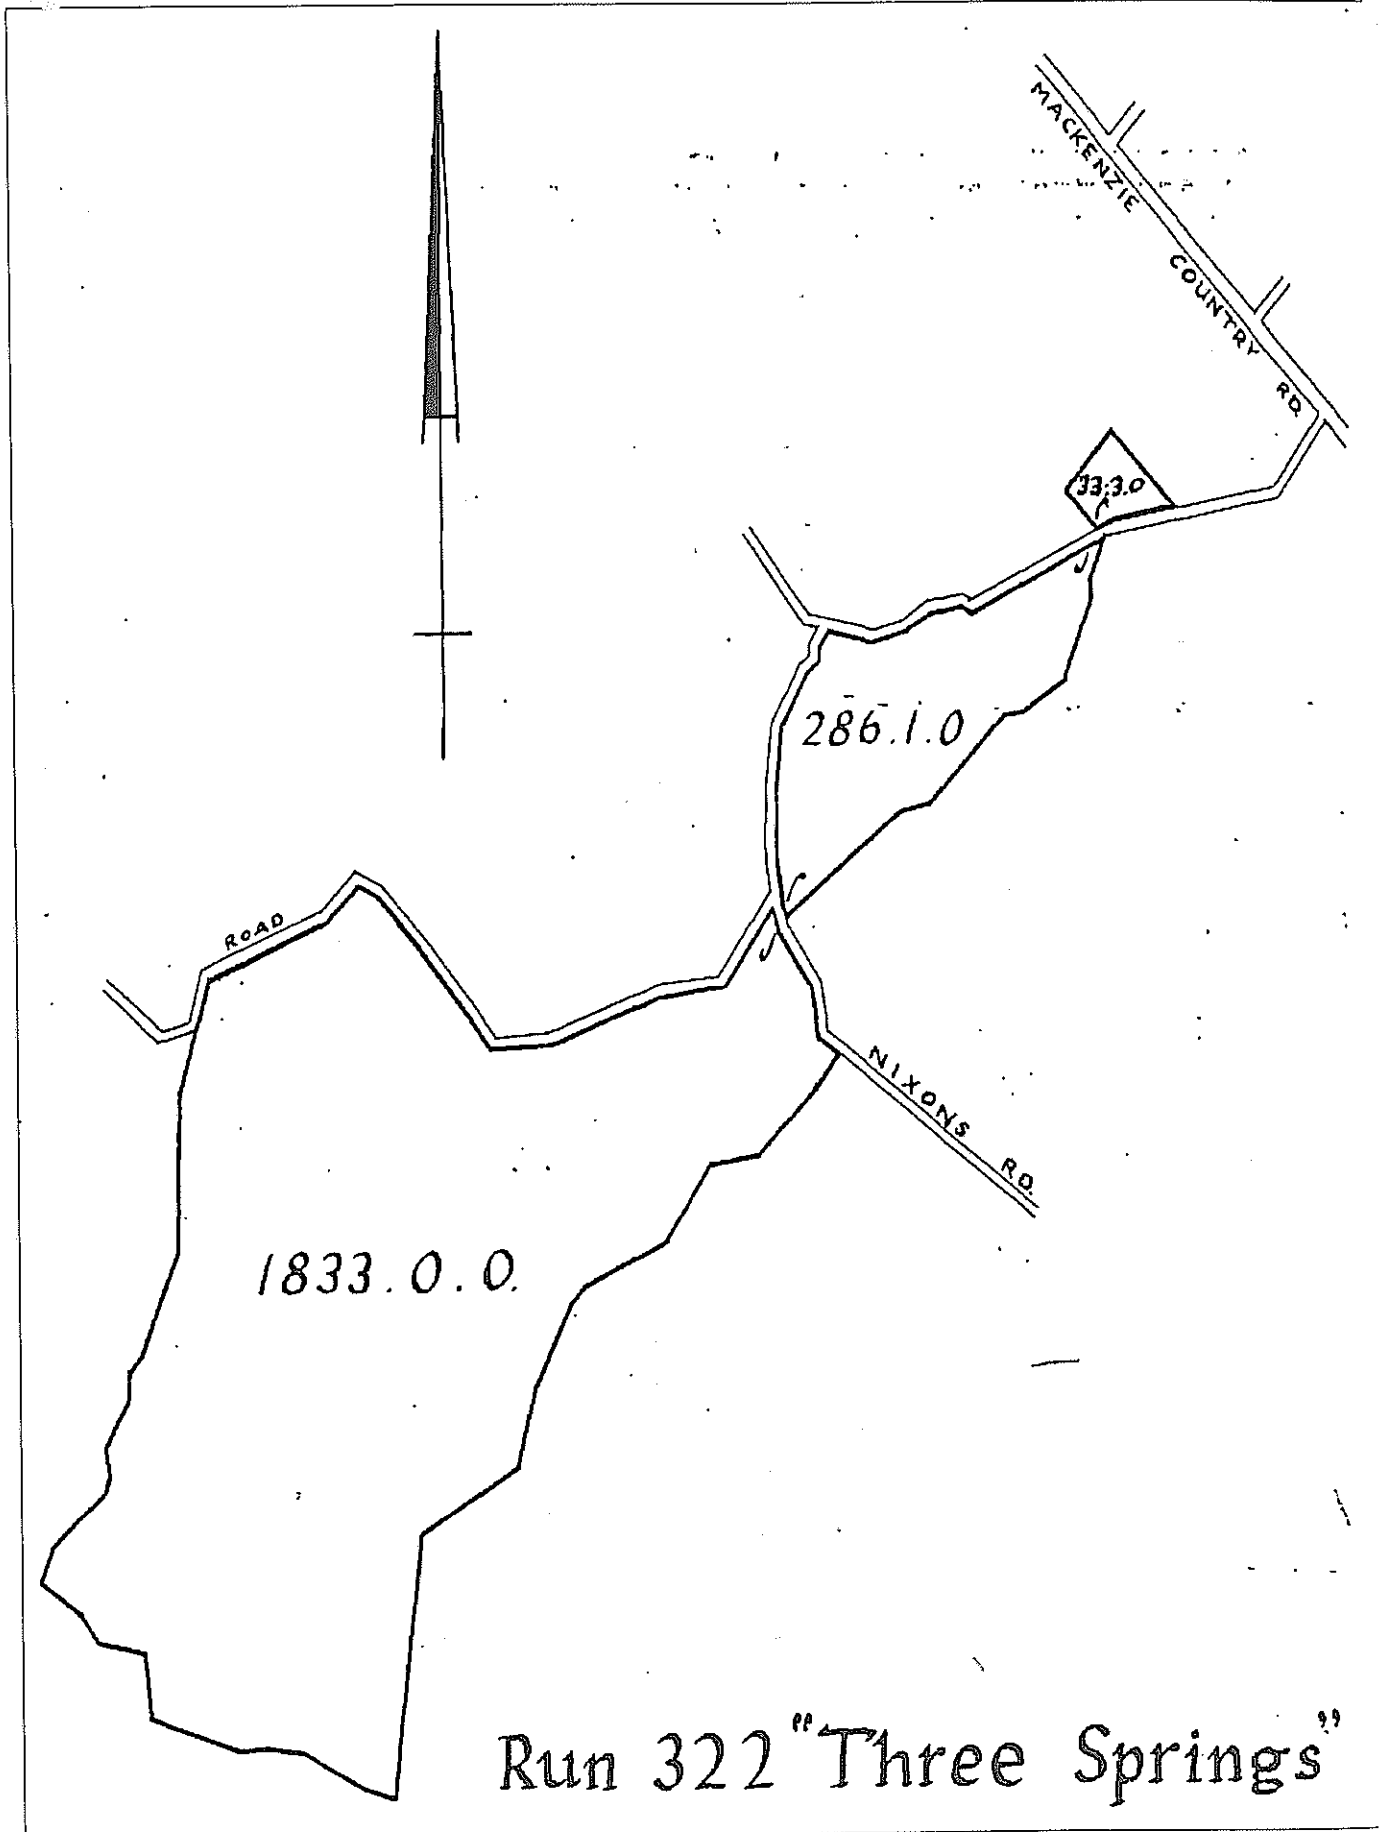 MACKENZIE COUNTRY RD.
33.3.0
286.1.0
ROAD
NIXONS RD.
1833.0.0.
Run 322 "Three Springs"